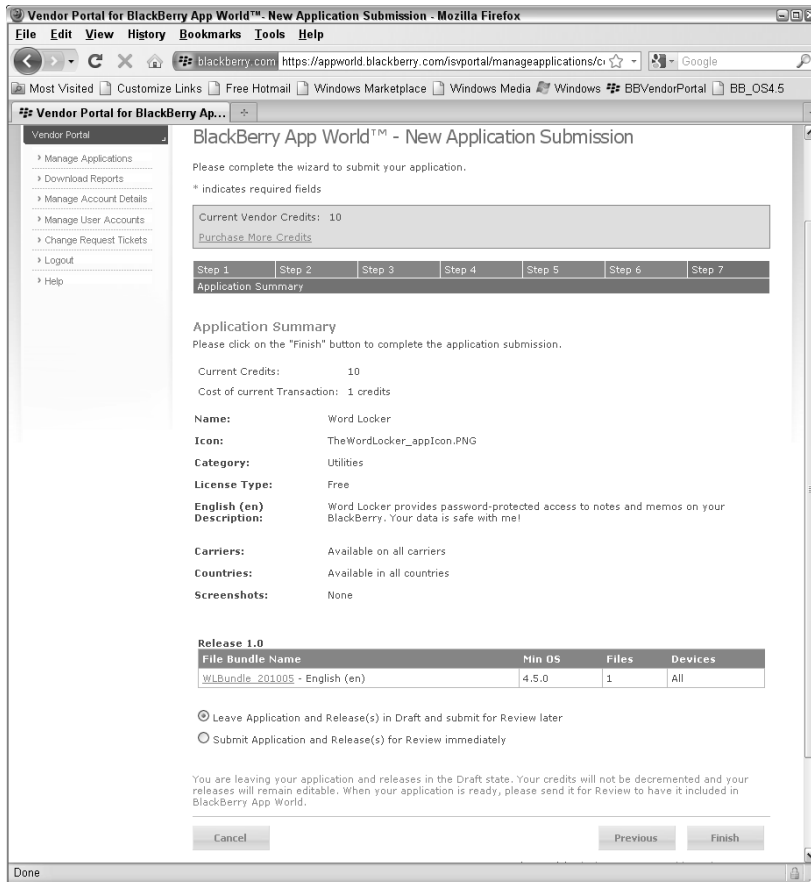 Vendor Portal for BlackBerry App World™- New Application Submission - Mozilla Firefox
File Edit View History Bookmarks Tools Help
blackberry.com https://appworld.blackberry.com/isvportal/manageapplications/c Google
Most Visited Customize Links Free Hotmail Windows Marketplace Windows Media Windows BBVendorPortal BB_OS4.5
Vendor Portal for BlackBerry Ap...
Vendor Portal
Manage Applications
Download Reports
Manage Account Details
Manage User Accounts
Change Request Tickets
Logout
Help
BlackBerry App World™ - New Application Submission
Please complete the wizard to submit your application.
* indicates required fields
Current Vendor Credits: 10
Purchase More Credits
Step 1 Step 2 Step 3 Step 4 Step 5 Step 6 Step 7
Application Summary
Application Summary
Please click on the "Finish" button to complete the application submission.
Current Credits: 10
Cost of current Transaction: 1 credits
Name: Word Locker
Icon: TheWordLocker_appIcon.PNG
Category: Utilities
License Type: Free
English (en) Description: Word Locker provides password-protected access to notes and memos on your
BlackBerry. Your data is safe with me!
Carriers: Available on all carriers
Countries: Available in all countries
Screenshots: None
Release 1.0
File Bundle Name Min OS Files Devices
WLBundle_201005 - English (en) 4.5.0 1 All
Leave Application and Release(s) in Draft and submit for Review later
Submit Application and Release(s) for Review immediately
You are leaving your application and releases in the Draft state. Your credits will not be decremented and your
releases will remain editable. When your application is ready, please send it for Review to have it included in
BlackBerry App World.
Cancel Previous Finish
Done